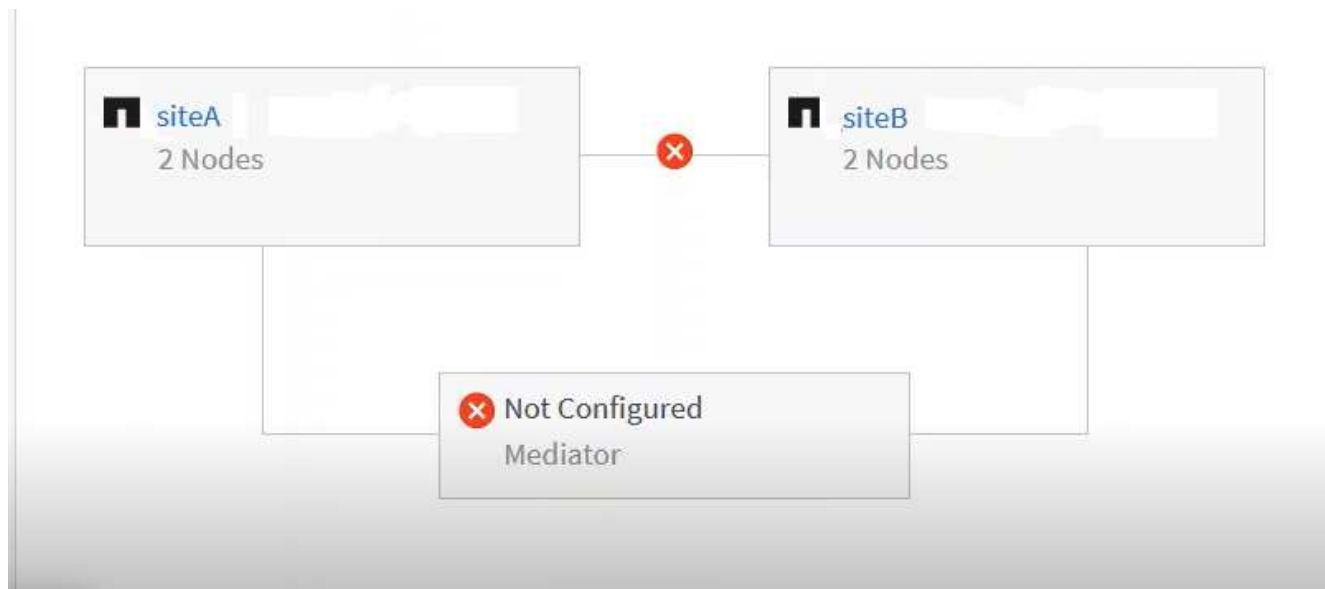 siteA
2 Nodes
siteB
2 Nodes
Not Configured
Mediator